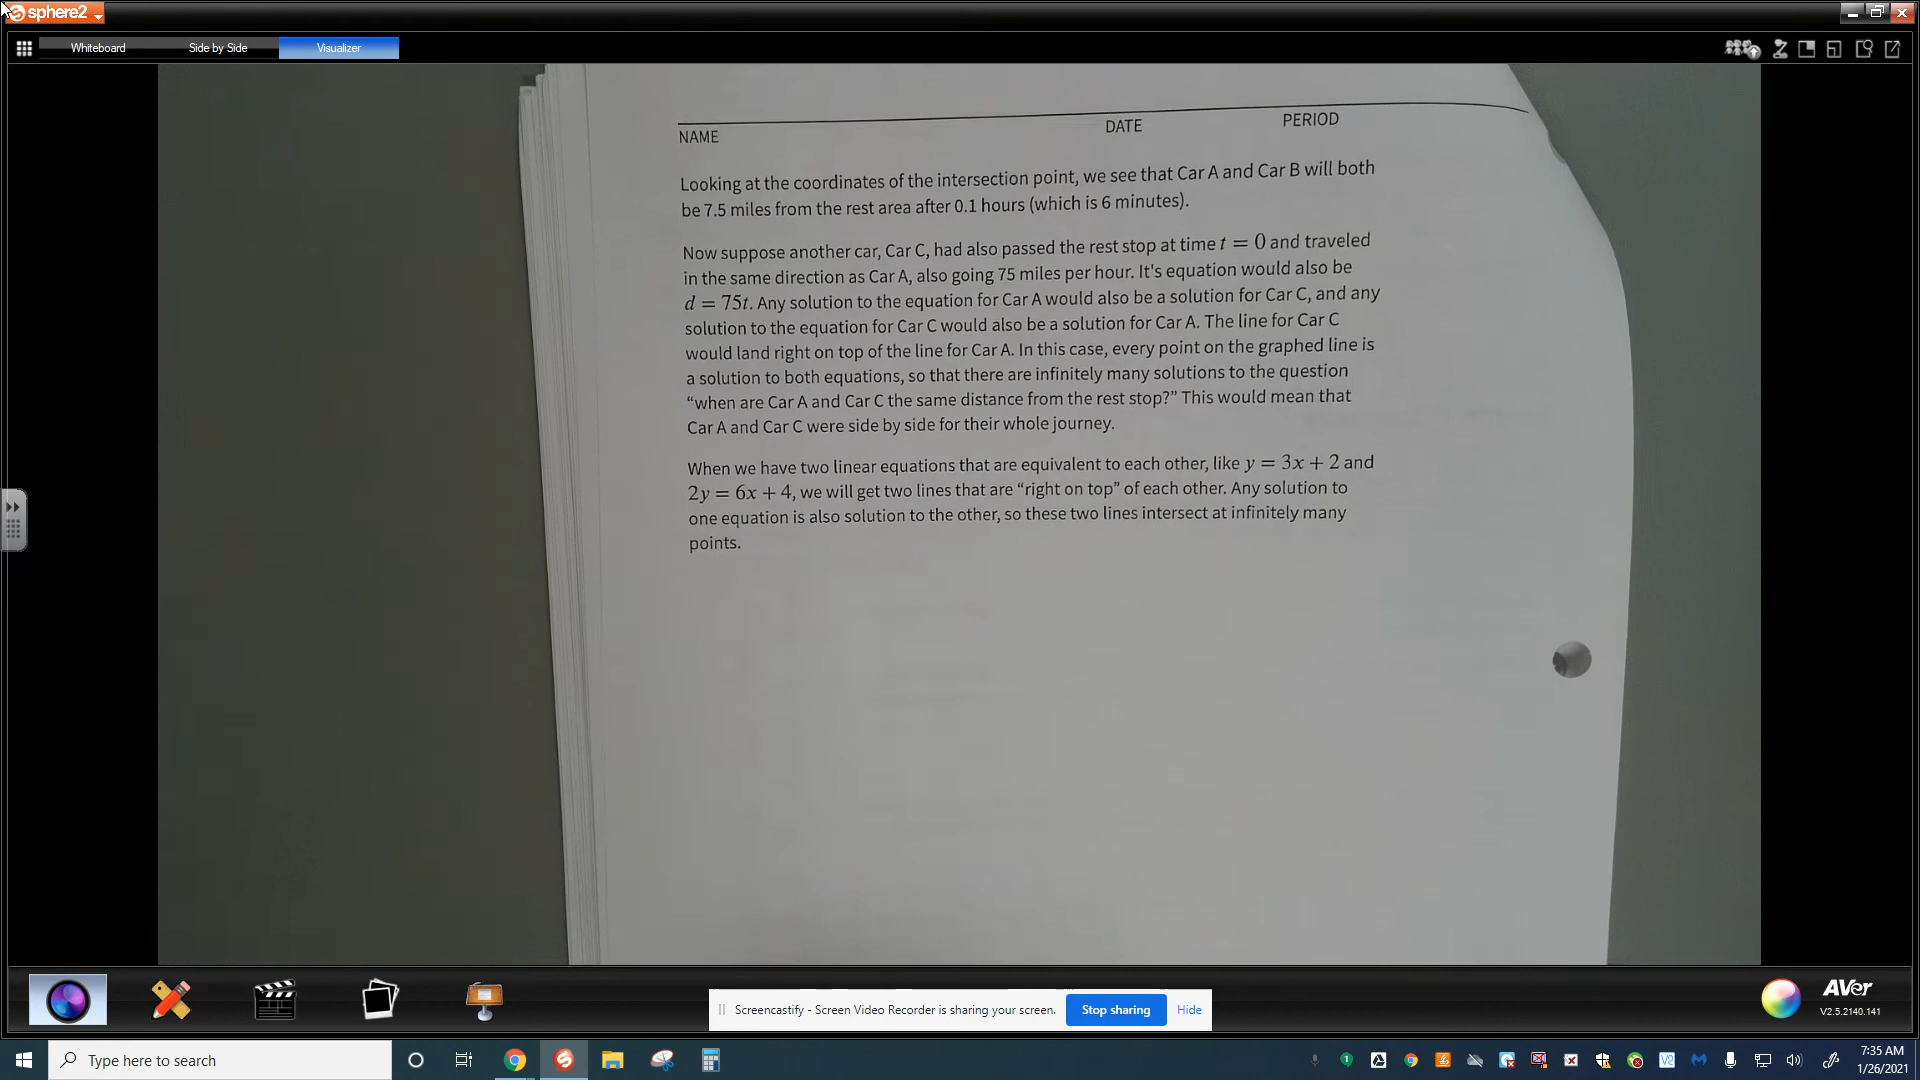 sphere2
Whiteboard Side by Side Visualizer
NAME DATE PERIOD
Looking at the coordinates of the intersection point, we see that Car A and Car B will both
be 7.5 miles from the rest area after 0.1 hours (which is 6 minutes).
Now suppose another car, Car C, had also passed the rest stop at time t = 0 and traveled
in the same direction as Car A, also going 75 miles per hour. It's equation would also be
d = 75t. Any solution to the equation for Car A would also be a solution for Car C, and any
solution to the equation for Car C would also be a solution for Car A. The line for Car C
would land right on top of the line for Car A. In this case, every point on the graphed line is
a solution to both equations, so that there are infinitely many solutions to the question
“when are Car A and Car C the same distance from the rest stop?” This would mean that
Car A and Car C were side by side for their whole journey.
When we have two linear equations that are equivalent to each other, like y = 3x + 2 and
2y = 6x + 4, we will get two lines that are “right on top” of each other. Any solution to
one equation is also solution to the other, so these two lines intersect at infinitely many
points.
Screencastify - Screen Video Recorder is sharing your screen. Stop sharing Hide
AVer
V2.5.2140.141
Type here to search
7:35 AM
1/26/2021